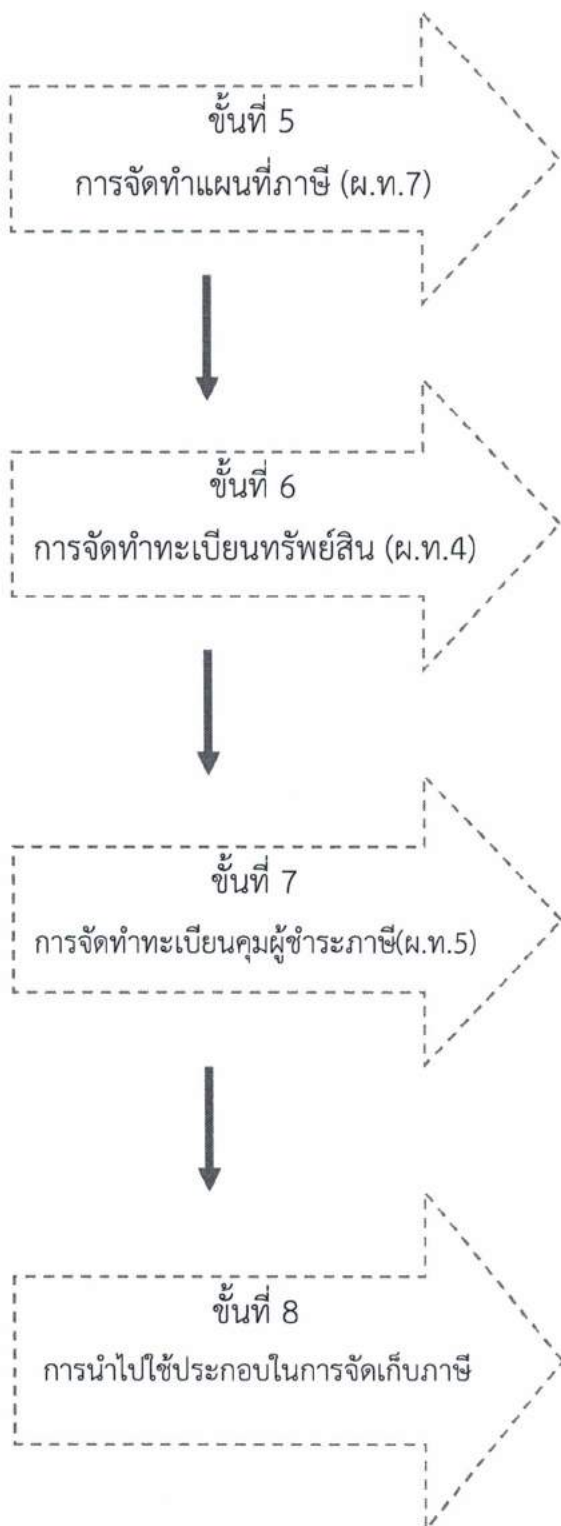 ขั้นที่ 5
การจัดทำแผนที่ภาษี (ผ.ท.7)
ขั้นที่ 6
การจัดทำทะเบียนทรัพย์สิน (ผ.ท.4)
ขั้นที่ 7
การจัดทำทะเบียนคุมผู้ชำระภาษี(ผ.ท.5)
ขั้นที่ 8
การนำไปใช้ประกอบในการจัดเก็บภาษี